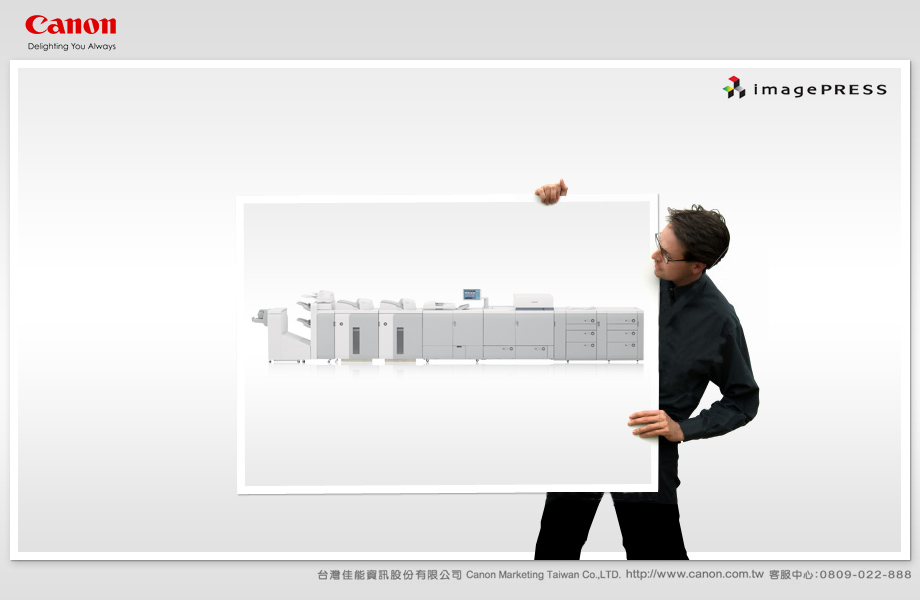 Canon
Delighting You Always
imagePRESS
台灣佳能資訊股份有限公司 Canon Marketing Taiwan Co.,LTD. http://www.canon.com.tw 客服中心:0809-022-888